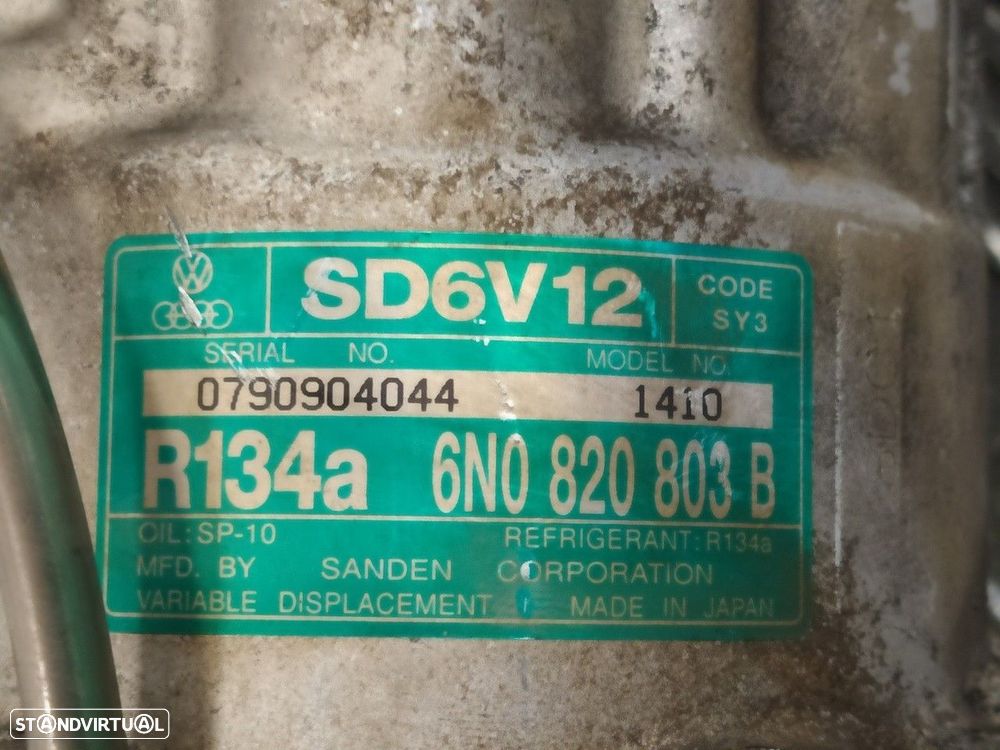 SD6V12
CODE
SY3
SERIAL NO. MODEL NO.
0790904044 1410
R134a 6N0 820 803 B
OIL: SP-10 REFRIGERANT: R134a
MFD. BY SANDEN CORPORATION
VARIABLE DISPLACEMENT MADE IN JAPAN
STANDVIRTUAL